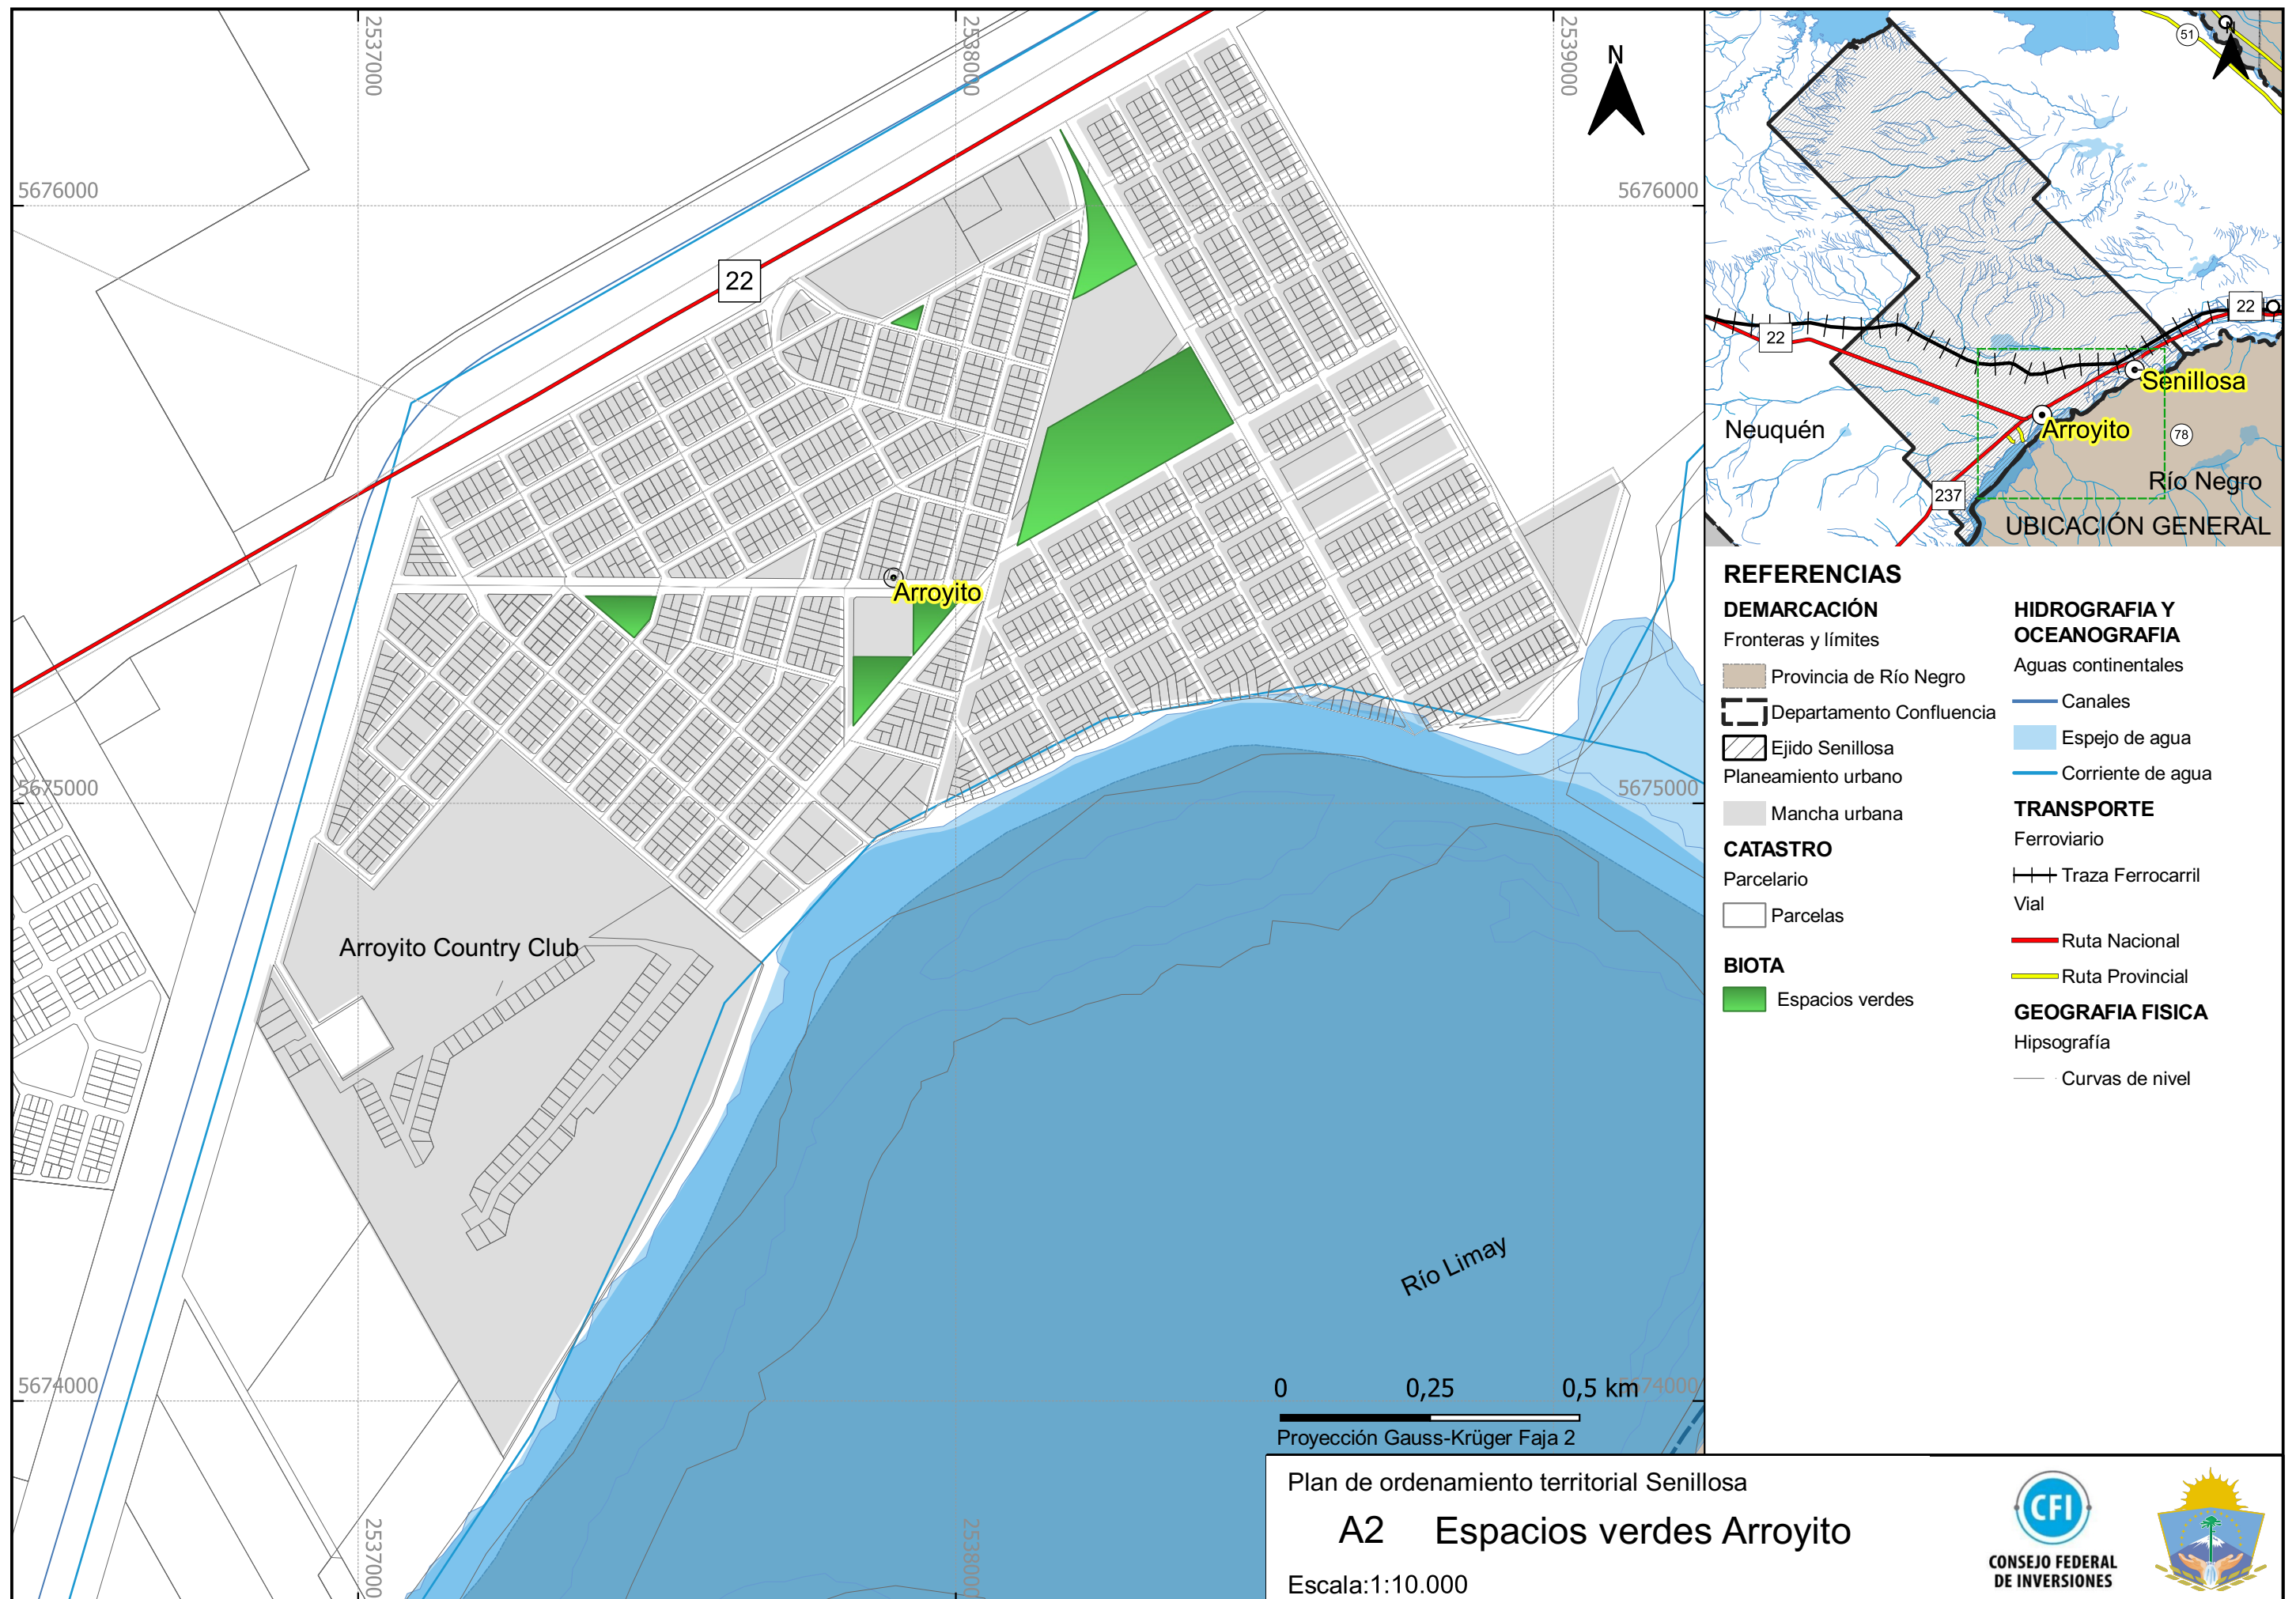 2537000
2538000
2539000
N
5676000
5676000
22
Arroyito
5675000
5675000
Arroyito Country Club
Río Limay
5674000
5674000
0 0,25 0,5 km
Proyección Gauss-Krüger Faja 2
2537000
2538000
51
N
22
22
Senillosa
Neuquén
Arroyito
78
Río Negro
237
UBICACIÓN GENERAL
REFERENCIAS
DEMARCACIÓN
Fronteras y límites
Provincia de Río Negro
Departamento Confluencia
Ejido Senillosa
Planeamiento urbano
Mancha urbana
CATASTRO
Parcelario
Parcelas
BIOTA
Espacios verdes
HIDROGRAFIA Y
OCEANOGRAFIA
Aguas continentales
Canales
Espejo de agua
Corriente de agua
TRANSPORTE
Ferroviario
Traza Ferrocarril
Vial
Ruta Nacional
Ruta Provincial
GEOGRAFIA FISICA
Hipsografía
Curvas de nivel
Plan de ordenamiento territorial Senillosa
A2 Espacios verdes Arroyito
Escala:1:10.000
CFI
CONSEJO FEDERAL
DE INVERSIONES